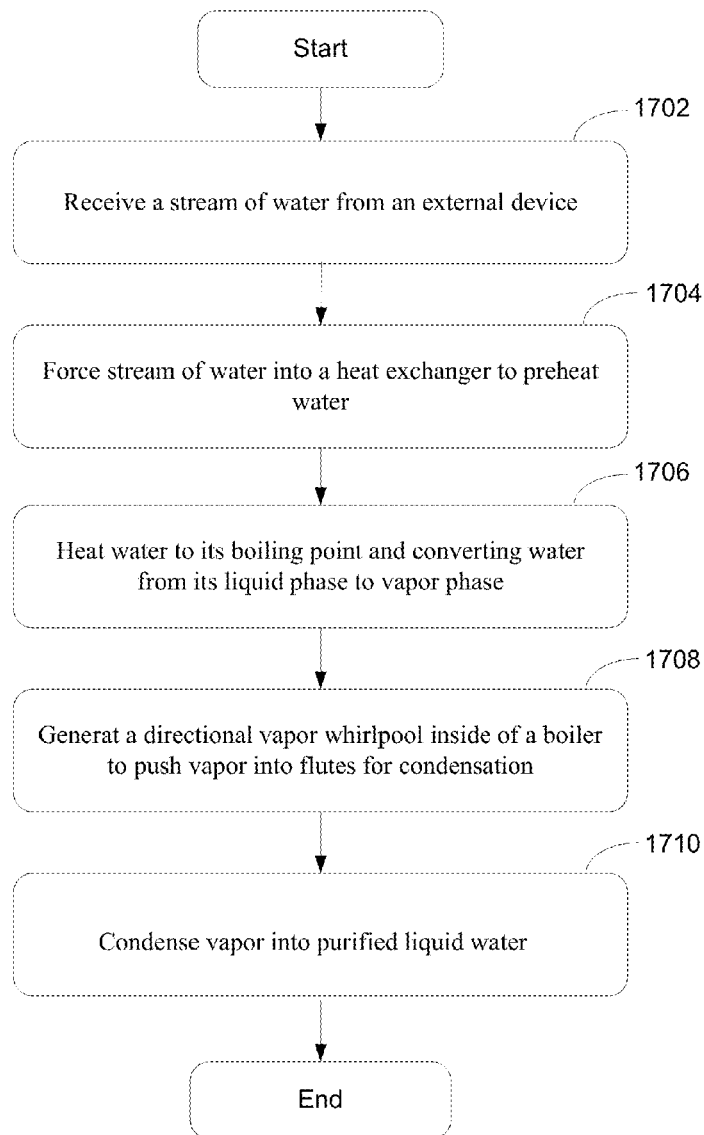 Start
1702
Receive a stream of water from an external device
1704
Force stream of water into a heat exchanger to preheat
water
1706
Heat water to its boiling point and converting water
from its liquid phase to vapor phase
1708
Generat a directional vapor whirlpool inside of a boiler
to push vapor into flutes for condensation
1710
Condense vapor into purified liquid water
End